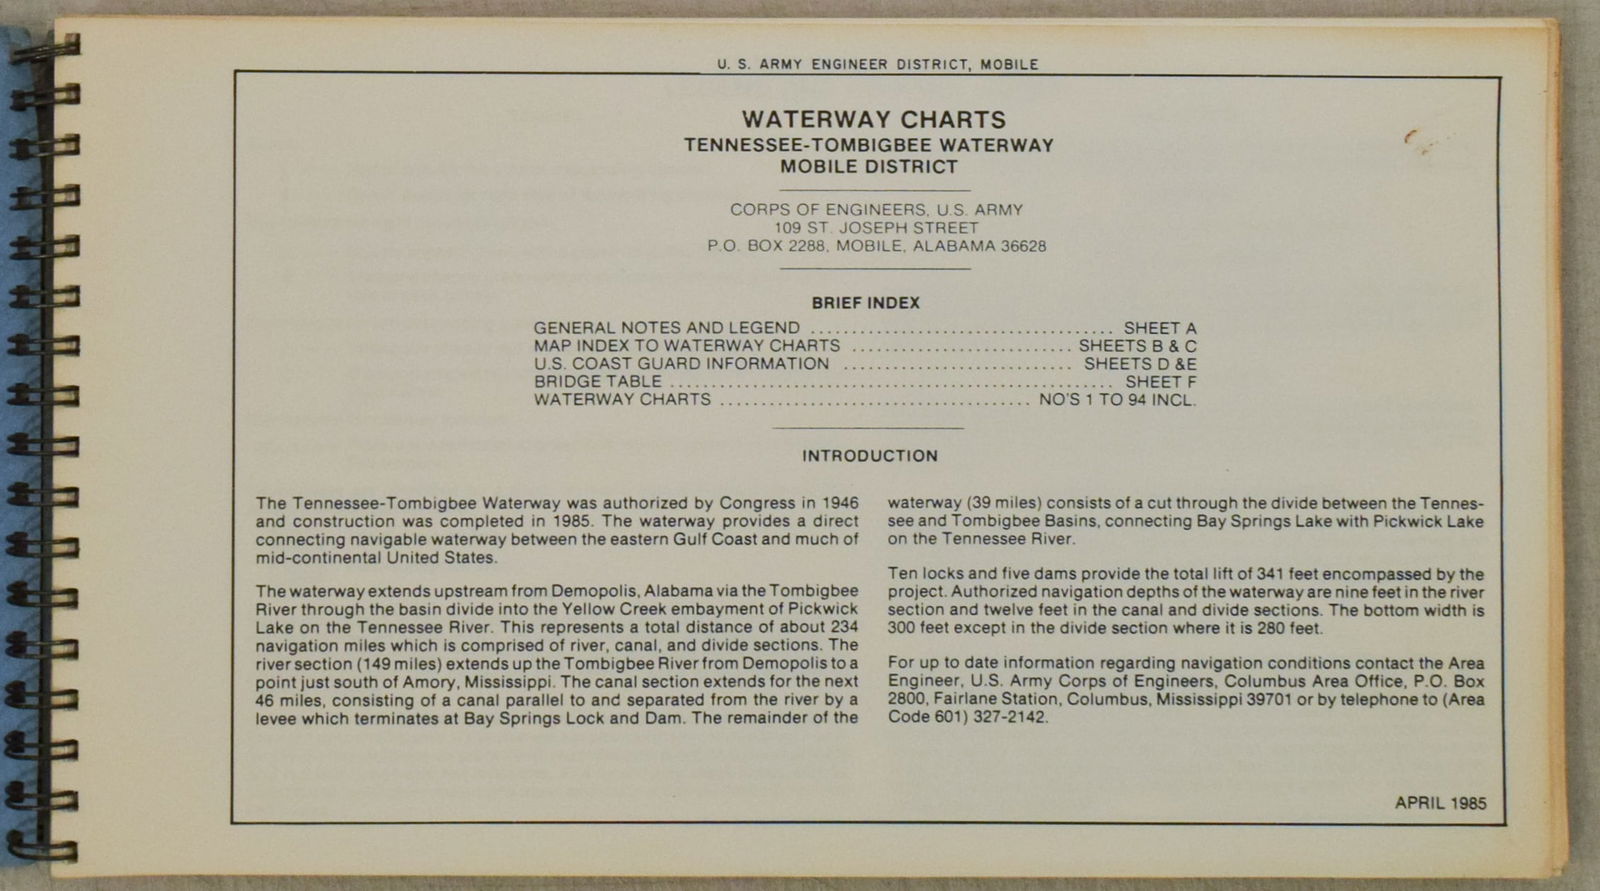 U. S. ARMY ENGINEER DISTRICT, MOBILE
WATERWAY CHARTS
TENNESSEE-TOMBIGBEE WATERWAY
MOBILE DISTRICT
CORPS OF ENGINEERS, U.S. ARMY
109 ST. JOSEPH STREET
P.O. BOX 2288, MOBILE, ALABAMA 36628
BRIEF INDEX
GENERAL NOTES AND LEGEND ..................................... SHEET A
MAP INDEX TO WATERWAY CHARTS ........................... SHEETS B & C
U.S. COAST GUARD INFORMATION ............................ SHEETS D &E
BRIDGE TABLE ...................................................... SHEET F
WATERWAY CHARTS ...................................... NO'S 1 TO 94 INCL.
INTRODUCTION
The Tennessee-Tombigbee Waterway was authorized by Congress in 1946
and construction was completed in 1985. The waterway provides a direct
connecting navigable waterway between the eastern Gulf Coast and much of
mid-continental United States.
The waterway extends upstream from Demopolis, Alabama via the Tombigbee
River through the basin divide into the Yellow Creek embayment of Pickwick
Lake on the Tennessee River. This represents a total distance of about 234
navigation miles which is comprised of river, canal, and divide sections. The
river section (149 miles) extends up the Tombigbee River from Demopolis to a
point just south of Amory, Mississippi. The canal section extends for the next
46 miles, consisting of a canal parallel to and separated from the river by a
levee which terminates at Bay Springs Lock and Dam. The remainder of the
waterway (39 miles) consists of a cut through the divide between the Tennes-
see and Tombigbee Basins, connecting Bay Springs Lake with Pickwick Lake
on the Tennessee River.
Ten locks and five dams provide the total lift of 341 feet encompassed by the
project. Authorized navigation depths of the waterway are nine feet in the river
section and twelve feet in the canal and divide sections. The bottom width is
300 feet except in the divide section where it is 280 feet.
For up to date information regarding navigation conditions contact the Area
Engineer, U.S. Army Corps of Engineers, Columbus Area Office, P.O. Box
2800, Fairlane Station, Columbus, Mississippi 39701 or by telephone to (Area
Code 601) 327-2142.
APRIL 1985